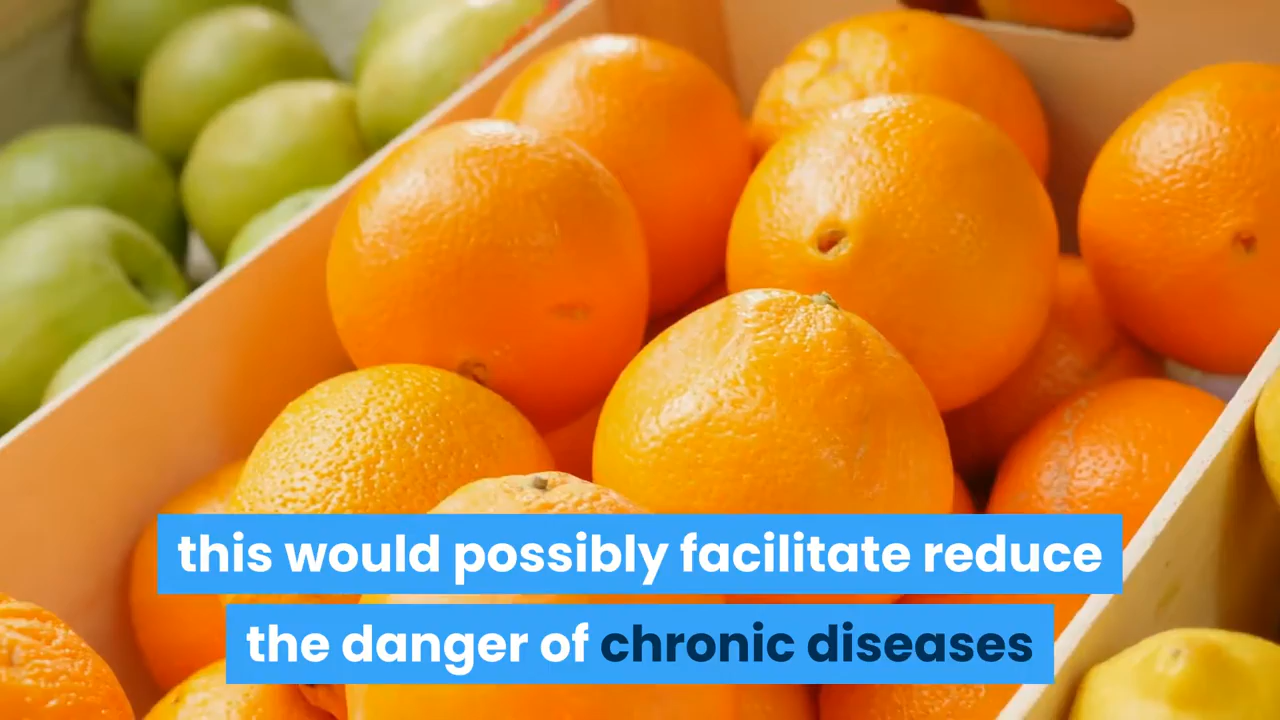 this would possibly facilitate reduce
the danger of chronic diseases